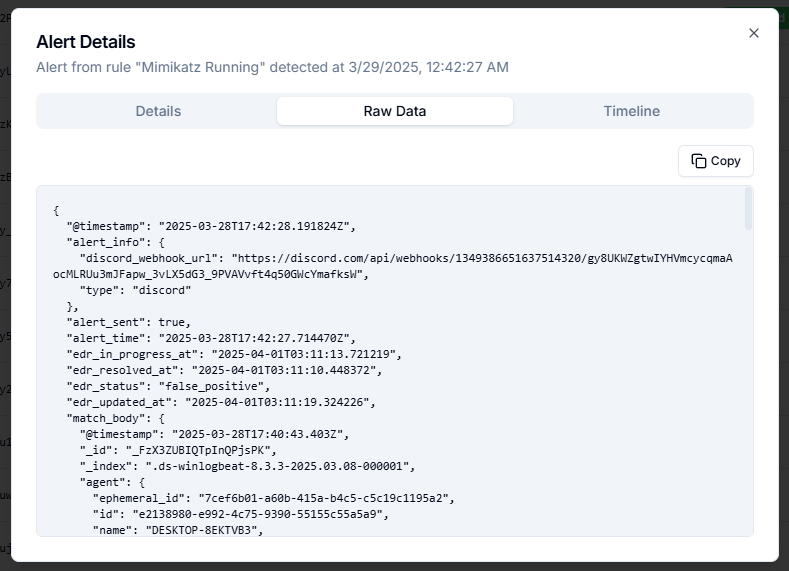 Alert Details
Alert from rule "Mimikatz Running" detected at 3/29/2025, 12:42:27 AM
Details
Raw Data
Timeline
Copy
{
"@timestamp": "2025-03-28T17:42:28.191824Z",
"alert_info": {
"discord_webhook_url": "https://discord.com/api/webhooks/1349386651637514320/gy8UKWZgtwIYHVmcycqmaA
ocMLRUu3mJFapw_3vLX5dG3_9PVAVvft4q50GWcYmafksW",
"type": "discord"
},
"alert_sent": true,
"alert_time": "2025-03-28T17:42:27.714470Z",
"edr_in_progress_at": "2025-04-01T03:11:13.721219",
"edr_resolved_at": "2025-04-01T03:11:10.448372",
"edr_status": "false_positive",
"edr_updated_at": "2025-04-01T03:11:19.324226",
"match_body": {
"@timestamp": "2025-03-28T17:40:43.403Z",
"_id": "_FzX3ZUBIQTpInQPjsPK",
"_index": ".ds-winlogbeat-8.3.3-2025.03.08-000001",
"agent": {
"ephemeral_id": "7cef6b01-a60b-415a-b4c5-c5c19c1195a2",
"id": "e2138980-e992-4c75-9390-55155c55a5a9",
"name": "DESKTOP-8EKTVB3",